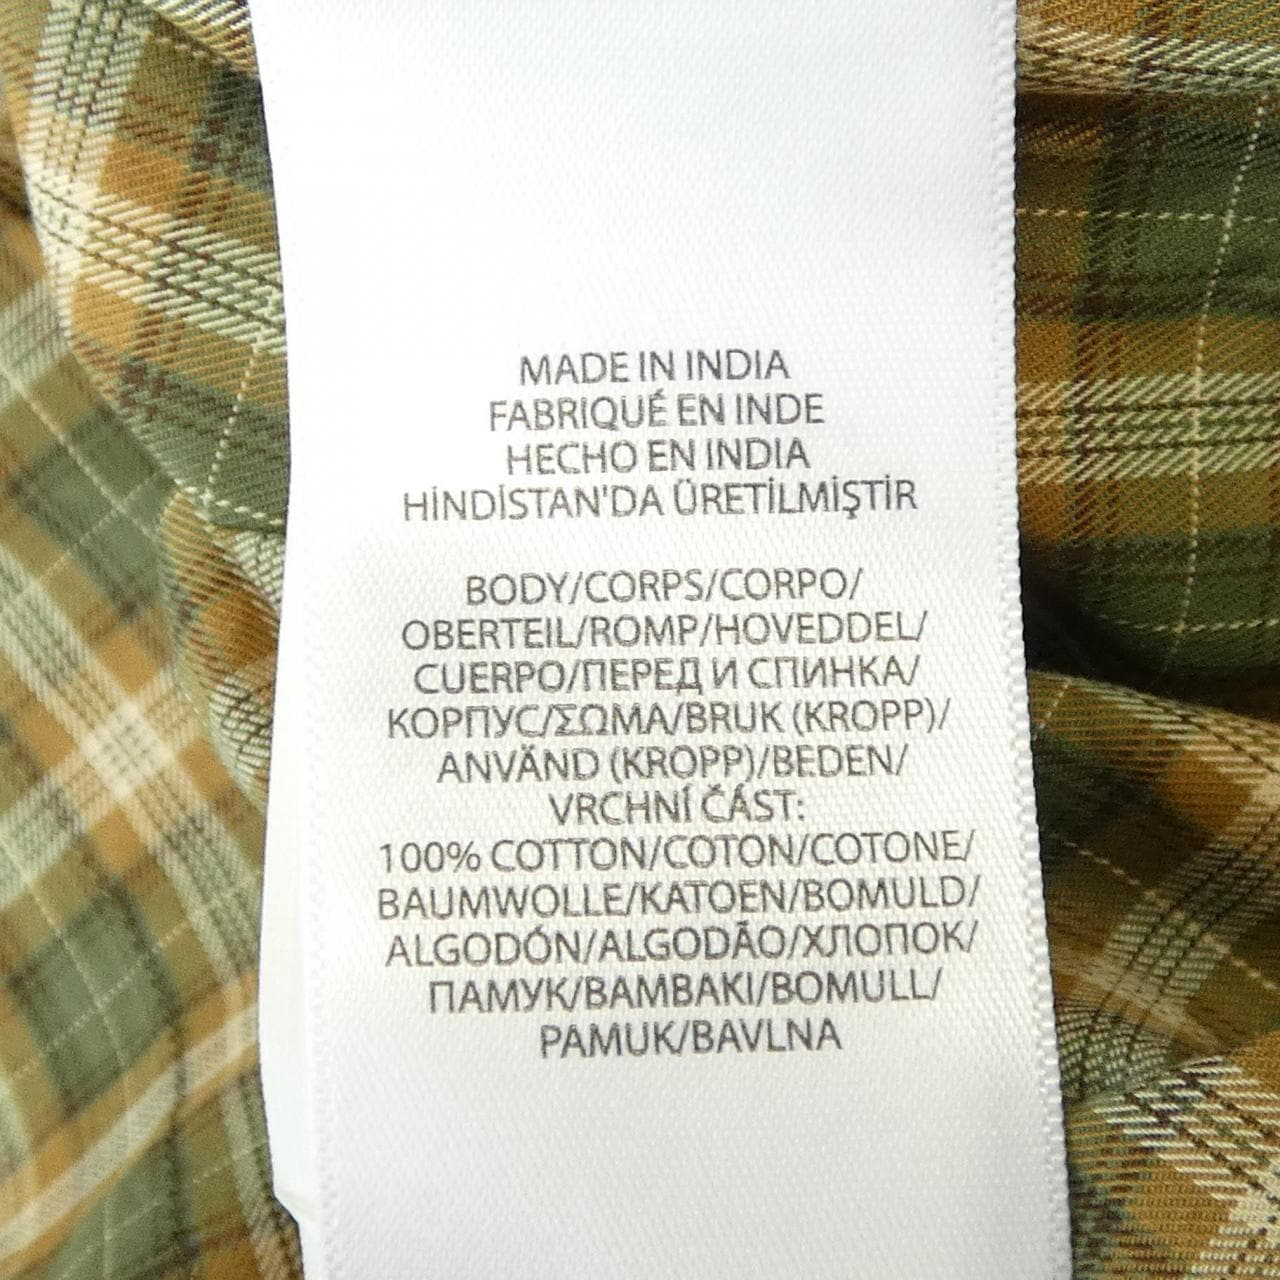 MADE IN INDIA
FABRIQUÉ EN INDE
HECHO EN INDIA
HİNDİSTAN'DA ÜRETİLMİŞTİR
BODY/CORPS/CORPO/
OBERTEIL/ROMP/HOVEDDEL/
CUERPO/ПЕРЕД И СПИНКА/
КОРПУС/ΣΩΜΑ/BRUK (KROPP)/
ANVÄND (KROPP)/BEDEN/
VRCHNÍ ČÁST:
100% COTTON/COTON/COTONE/
BAUMWOLLE/KATOEN/BOMULD/
ALGODÓN/ALGODÃO/ХЛОПОК/
ПАМУК/ΒΑΜΒΑΚΙ/BOMULL/
PAMUK/BAVLNA